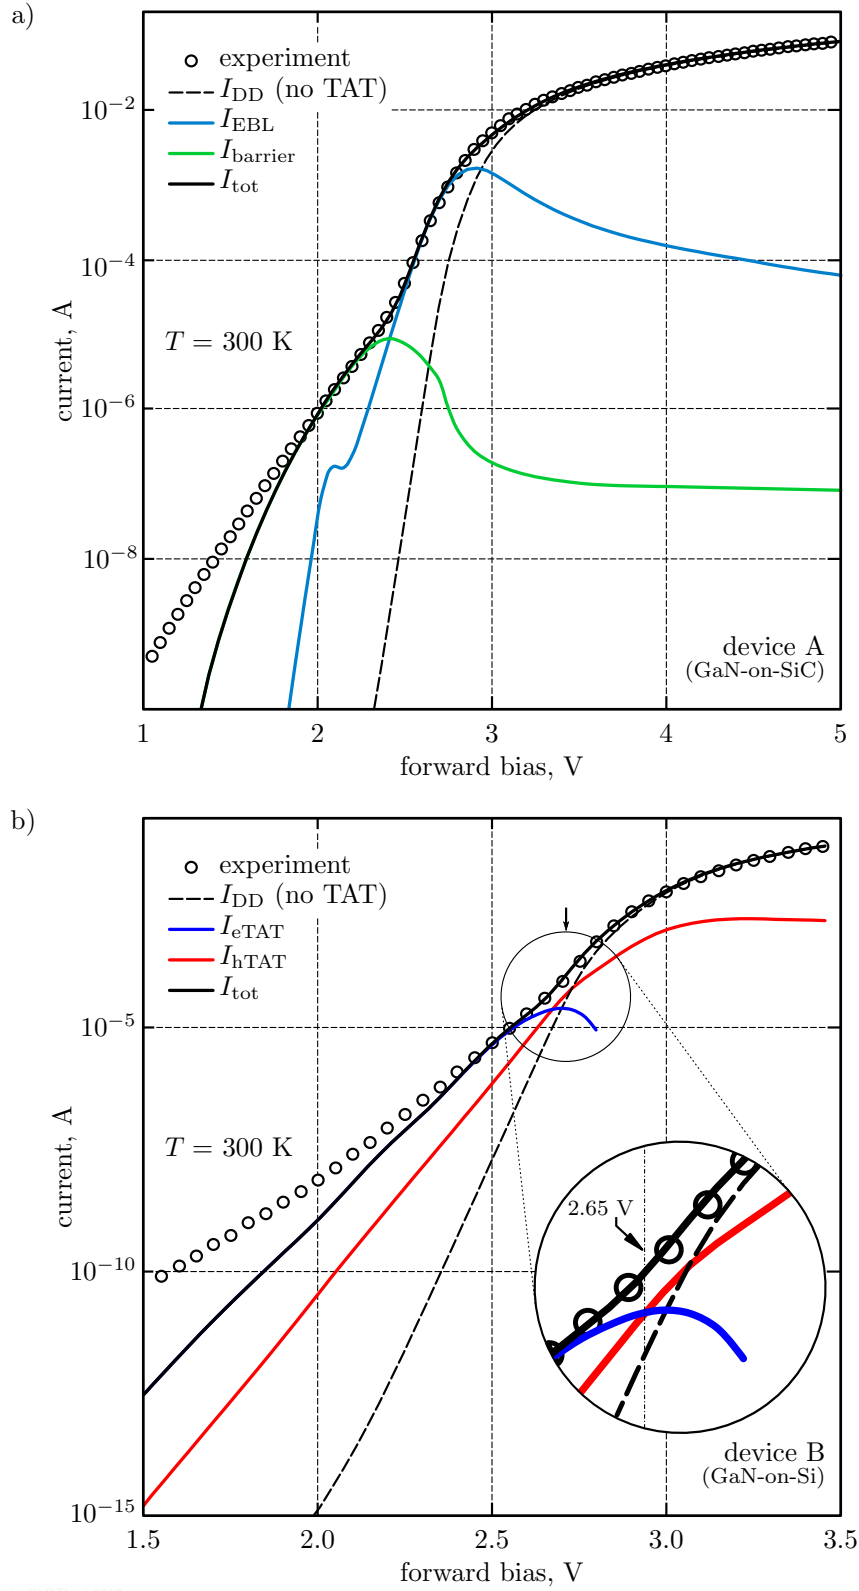 a)
experiment
I_DD (no TAT)
I_EBL
I_barrier
I_tot
10^−2
10^−4
10^−6
10^−8
current, A
T = 300 K
device A
(GaN-on-SiC)
1 2 3 4 5
forward bias, V
b)
experiment
I_DD (no TAT)
I_eTAT
I_hTAT
I_tot
10^−5
10^−10
10^−15
current, A
T = 300 K
2.65 V
device B
(GaN-on-Si)
1.5 2.0 2.5 3.0 3.5
forward bias, V